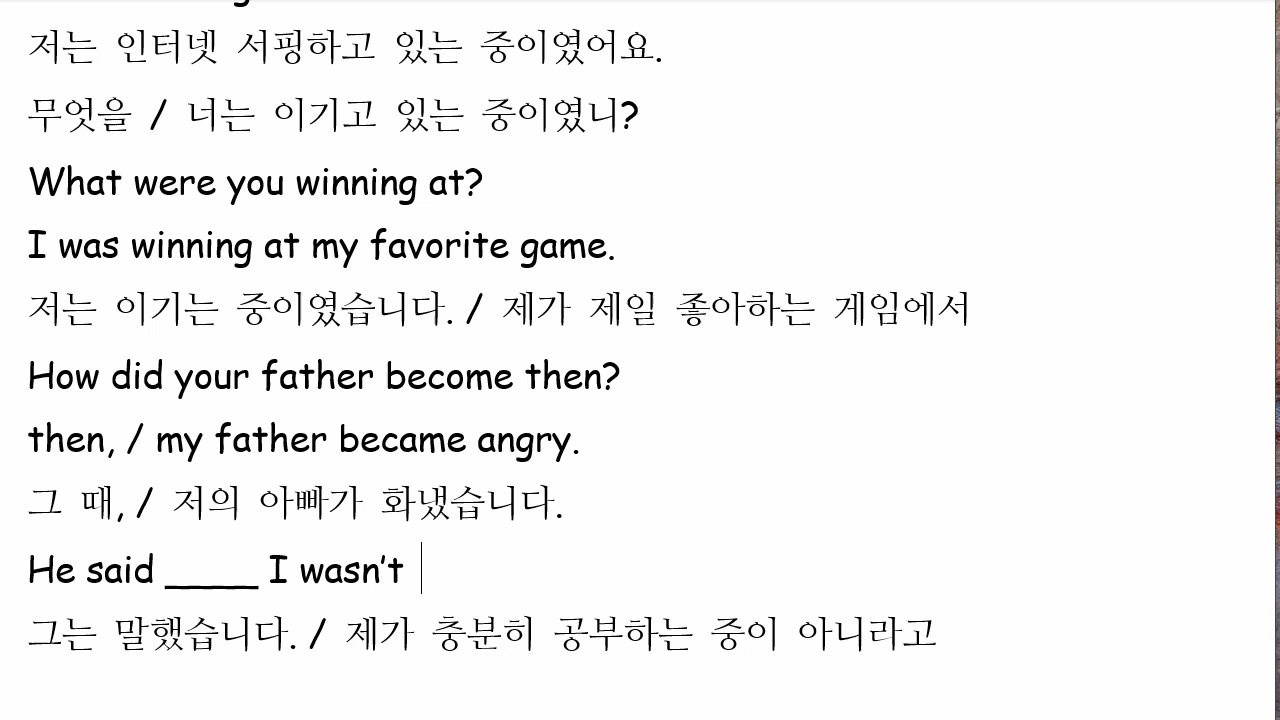 저는 인터넷 서핑하고 있는 중이였어요.
무엇을 / 너는 이기고 있는 중이였니?
What were you winning at?
I was winning at my favorite game.
저는 이기는 중이였습니다. / 제가 제일 좋아하는 게임에서
How did your father become then?
then, / my father became angry.
그 때, / 저의 아빠가 화냈습니다.
He said ____ I wasn’t
그는 말했습니다. / 제가 충분히 공부하는 중이 아니라고